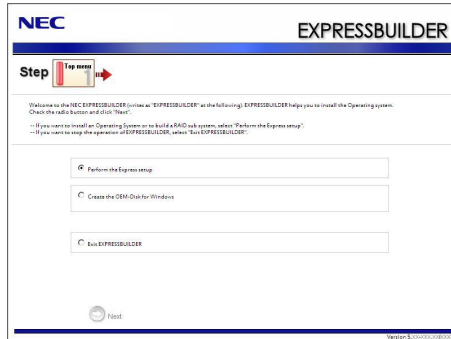 NEC
EXPRESSBUILDER
Step
Top menu
1
Welcome to the NEC EXPRESSBUILDER (writes as "EXPRESSBUILDER" at the following). EXPRESSBUILDER helps you to install the Operating system.
Check the radio button and click "Next".
-- If you want to install an Operating System or to build a RAID sub system, select "Perform the Express setup".
-- If you want to stop the operation of EXPRESSBUILDER, select "Exit EXPRESSBUILDER".
Perform the Express setup
Create the OEM-Disk for Windows
Exit EXPRESSBUILDER
Next
Version 5.